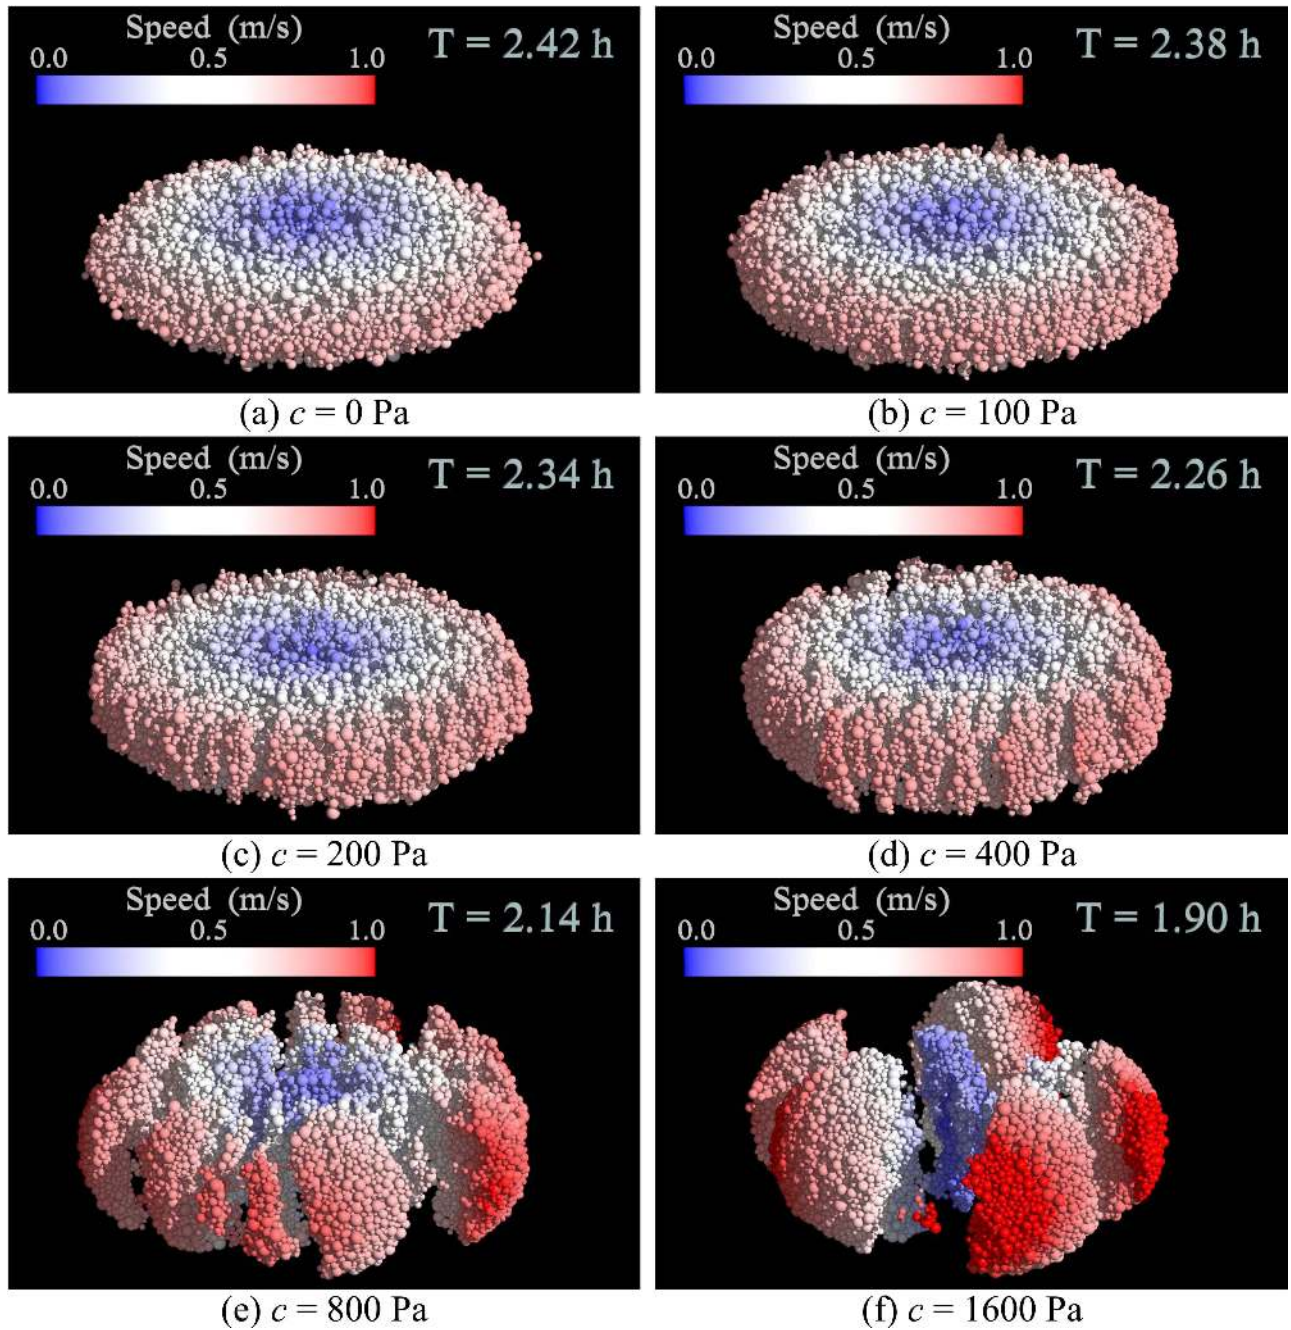 Speed (m/s)
T = 2.42 h
0.0 0.5 1.0
(a) c = 0 Pa
Speed (m/s)
T = 2.38 h
0.0 0.5 1.0
(b) c = 100 Pa
Speed (m/s)
T = 2.34 h
0.0 0.5 1.0
(c) c = 200 Pa
Speed (m/s)
T = 2.26 h
0.0 0.5 1.0
(d) c = 400 Pa
Speed (m/s)
T = 2.14 h
0.0 0.5 1.0
(e) c = 800 Pa
Speed (m/s)
T = 1.90 h
0.0 0.5 1.0
(f) c = 1600 Pa